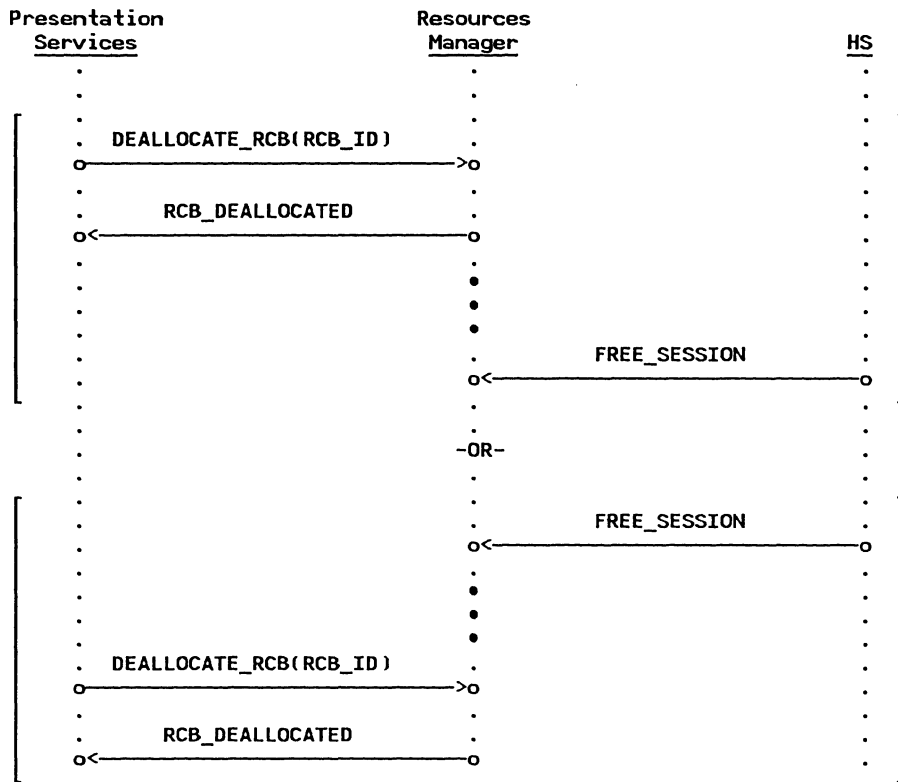 Presentation Services
Resources Manager
HS
DEALLOCATE_RCB(RCB_ID)
RCB_DEALLOCATED
FREE_SESSION
-OR-
FREE_SESSION
DEALLOCATE_RCB(RCB_ID)
RCB_DEALLOCATED